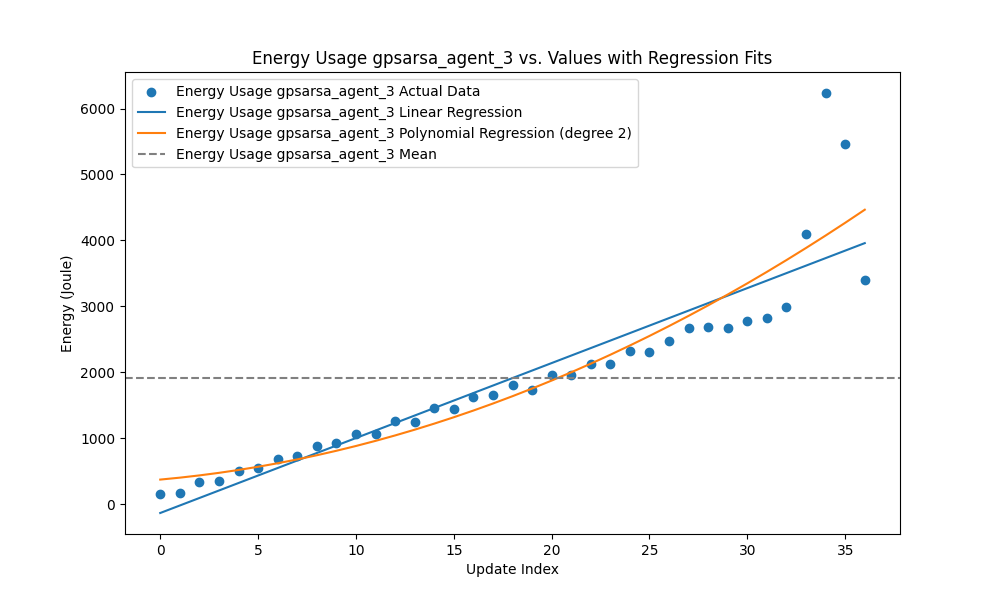 Energy Usage gpsarsa_agent_3 vs. Values with Regression Fits
Energy Usage gpsarsa_agent_3 Actual Data
Energy Usage gpsarsa_agent_3 Linear Regression
Energy Usage gpsarsa_agent_3 Polynomial Regression (degree 2)
Energy Usage gpsarsa_agent_3 Mean
Energy (Joule)
6000
5000
4000
3000
2000
1000
0
0 5 10 15 20 25 30 35
Update Index